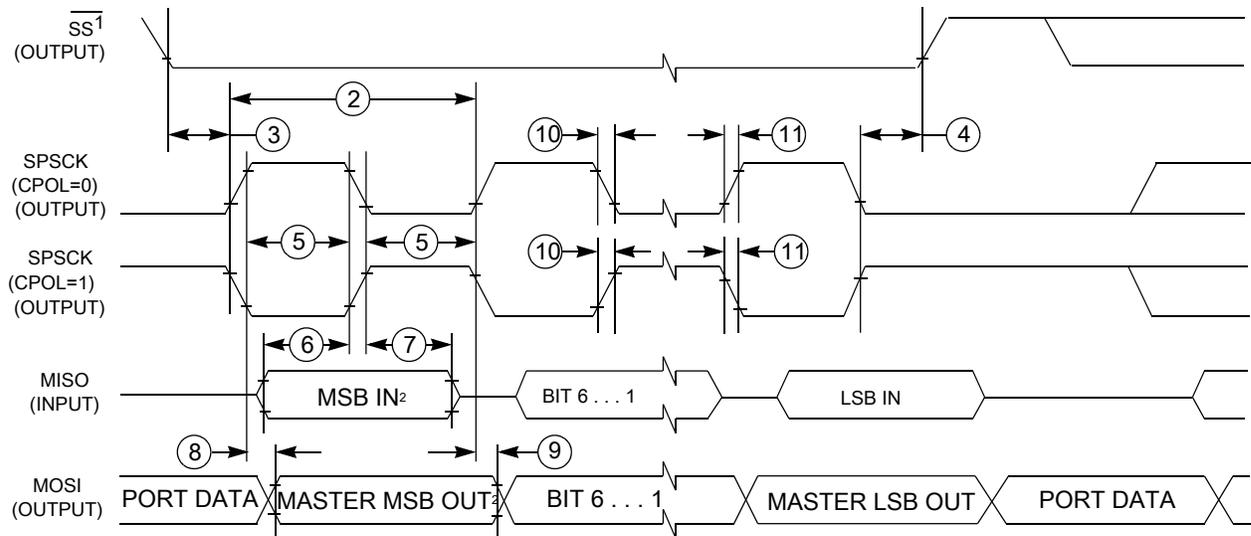 SS1
(OUTPUT)
2
3
10
11
4
SPSCK
(CPOL=0)
(OUTPUT)
5
5
SPSCK
(CPOL=1)
(OUTPUT)
10
11
6
7
MISO
(INPUT)
MSB IN2
BIT 6 . . . 1
LSB IN
8
9
MOSI
(OUTPUT)
PORT DATA
MASTER MSB OUT2
BIT 6 . . . 1
MASTER LSB OUT
PORT DATA